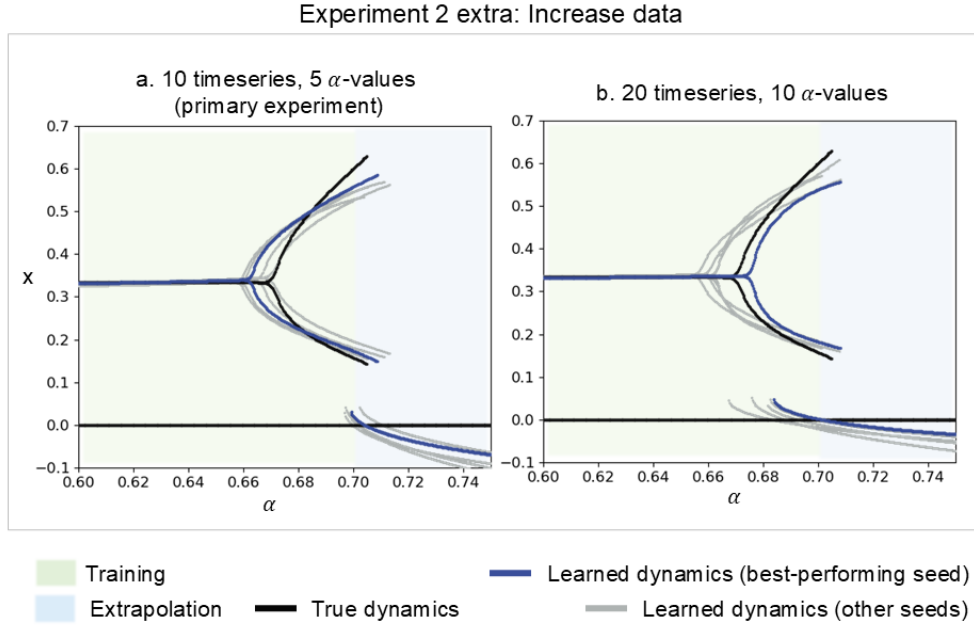 Experiment 2 extra: Increase data
a. 10 timeseries, 5 α-values
(primary experiment)
b. 20 timeseries, 10 α-values
0.7
0.6
0.5
0.4
0.3
0.2
0.1
0.0
−0.1
x
0.60 0.62 0.64 0.66 0.68 0.70 0.72 0.74
α
0.7
0.6
0.5
0.4
0.3
0.2
0.1
0.0
−0.1
0.60 0.62 0.64 0.66 0.68 0.70 0.72 0.74
α
Training
Learned dynamics (best-performing seed)
Extrapolation
True dynamics
Learned dynamics (other seeds)